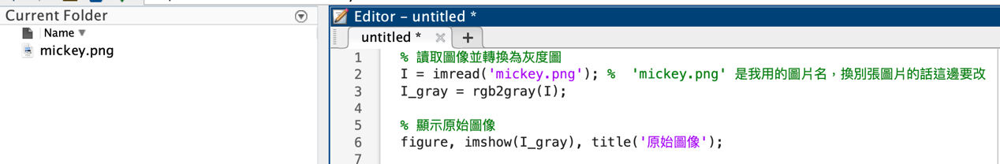 Current Folder
Name
mickey.png
Editor – untitled *
untitled *
1 % 讀取圖像並轉換為灰度圖
2 I = imread('mickey.png'); %  'mickey.png' 是我用的圖片名，換別張圖片的話這邊要改
3 I_gray = rgb2gray(I);
4
5 % 顯示原始圖像
6 figure, imshow(I_gray), title('原始圖像');
7